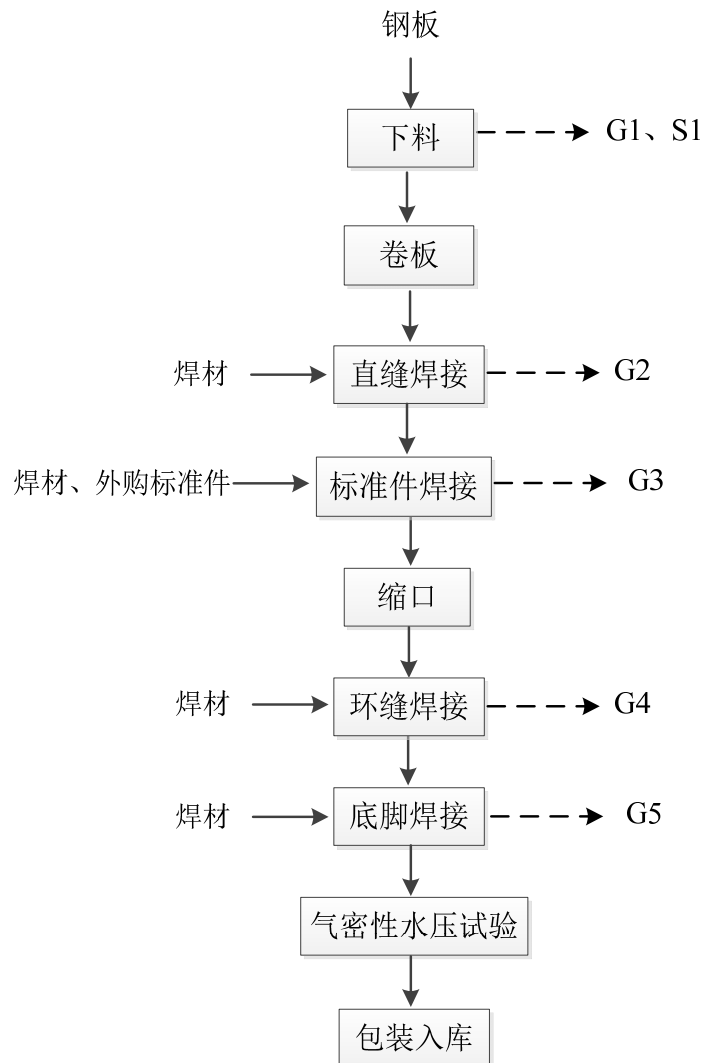 钢板
下料
G1、S1
卷板
焊材
直缝焊接
G2
焊材、外购标准件
标准件焊接
G3
缩口
焊材
环缝焊接
G4
焊材
底脚焊接
G5
气密性水压试验
包装入库